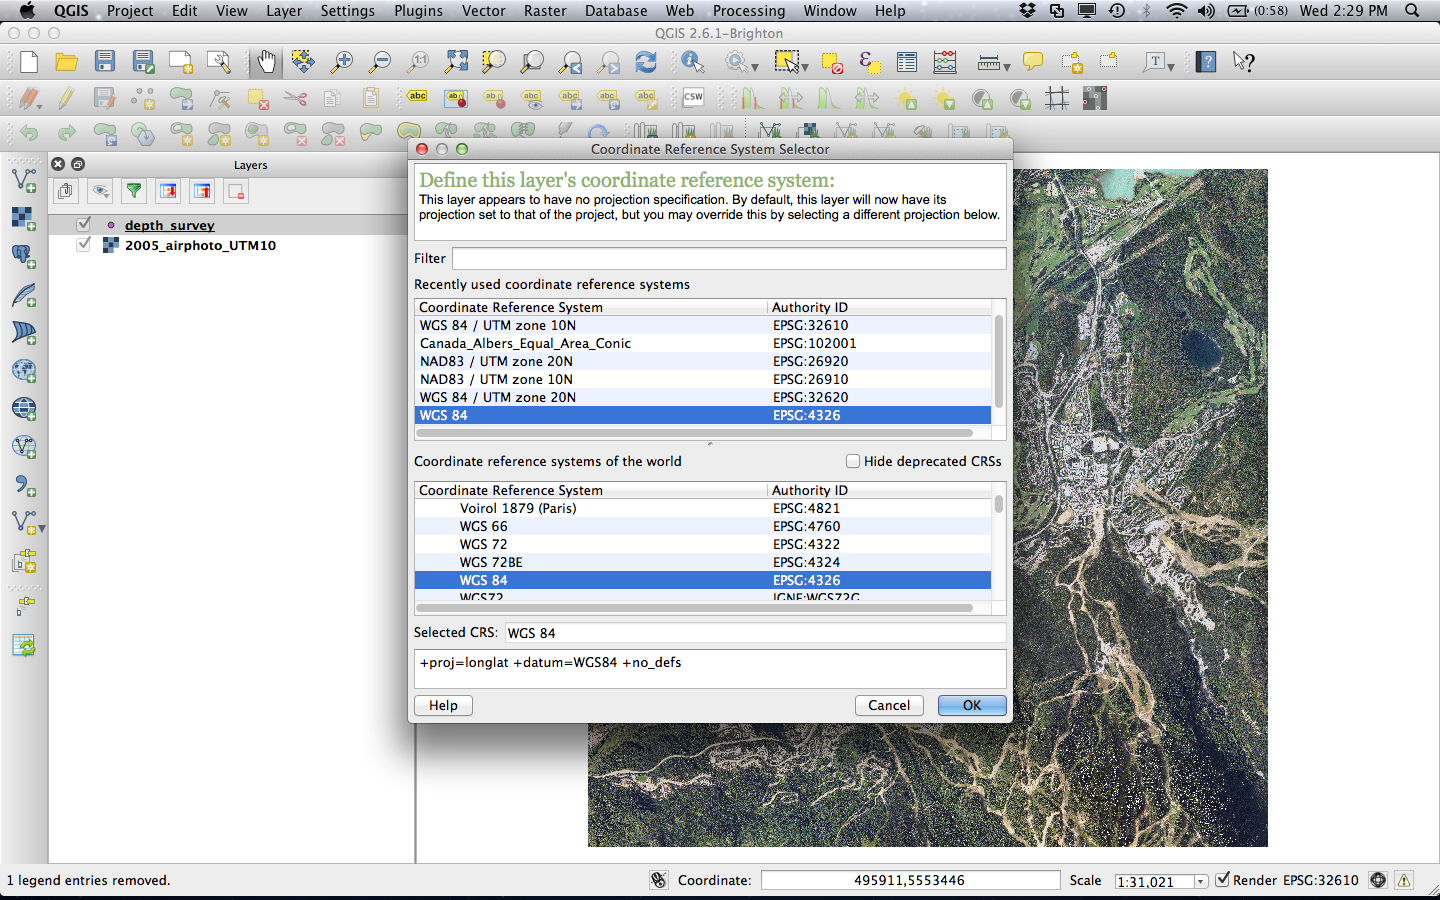 QGIS Project Edit View Layer Settings Plugins Vector Raster Database Web Processing Window Help (0:58) Wed 2:29 PM
QGIS 2.6.1-Brighton
abc
CSW
Layers
depth_survey
2005_airphoto_UTM10
Coordinate Reference System Selector
Define this layer's coordinate reference system:
This layer appears to have no projection specification. By default, this layer will now have its
projection set to that of the project, but you may override this by selecting a different projection below.
Filter
Recently used coordinate reference systems
Coordinate Reference System Authority ID
WGS 84 / UTM zone 10N EPSG:32610
Canada_Albers_Equal_Area_Conic EPSG:102001
NAD83 / UTM zone 20N EPSG:26920
NAD83 / UTM zone 10N EPSG:26910
WGS 84 / UTM zone 20N EPSG:32620
WGS 84 EPSG:4326
Coordinate reference systems of the world Hide deprecated CRSs
Coordinate Reference System Authority ID
Voirol 1879 (Paris) EPSG:4821
WGS 66 EPSG:4760
WGS 72 EPSG:4322
WGS 72BE EPSG:4324
WGS 84 EPSG:4326
WGS72 IGNF:WGS72G
Selected CRS: WGS 84
+proj=longlat +datum=WGS84 +no_defs
Help Cancel OK
1 legend entries removed. Coordinate: 495911,5553446 Scale 1:31,021 Render EPSG:32610